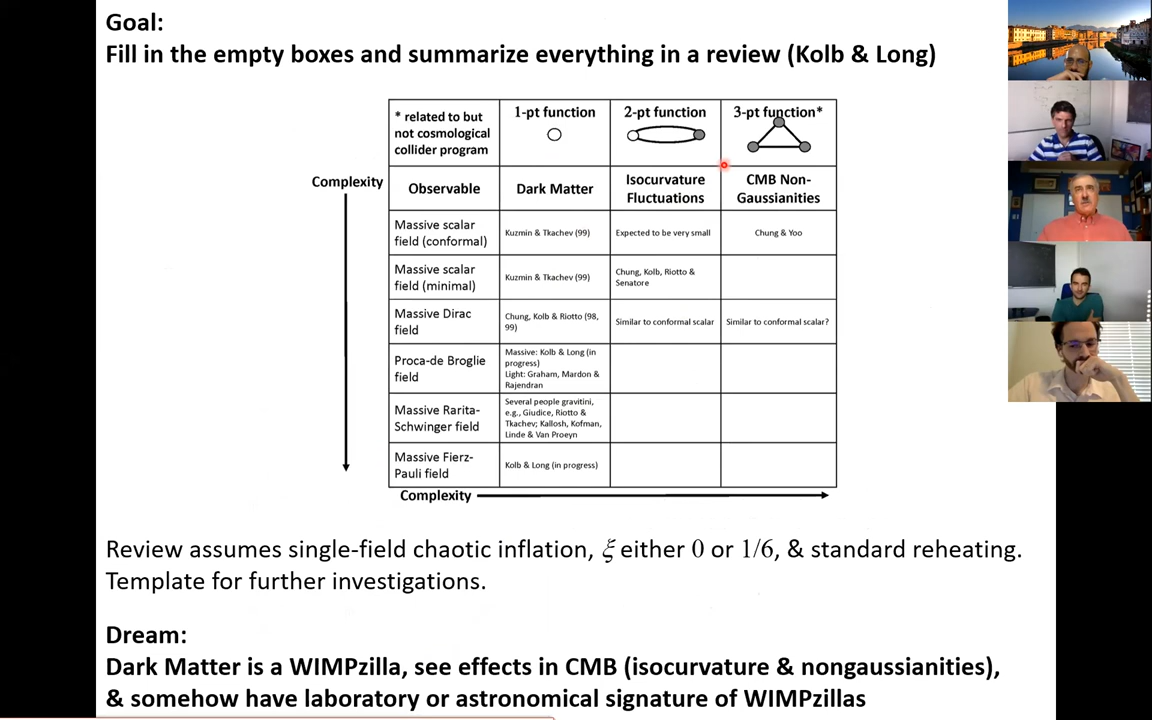 Goal:
Fill in the empty boxes and summarize everything in a review (Kolb & Long)
* related to but
not cosmological
collider program
1-pt function
2-pt function
3-pt function*
Complexity
Observable
Dark Matter
Isocurvature
Fluctuations
CMB Non-
Gaussianities
Massive scalar
field (conformal)
Kuzmin & Tkachev (99)
Expected to be very small
Chung & Yoo
Massive scalar
field (minimal)
Kuzmin & Tkachev (99)
Chung, Kolb, Riotto &
Senatore
Massive Dirac
field
Chung, Kolb & Riotto (98,
99)
Similar to conformal scalar
Similar to conformal scalar?
Proca-de Broglie
field
Massive: Kolb & Long (in
progress)
Light: Graham, Mardon &
Rajendran
Massive Rarita-
Schwinger field
Several people gravitini,
e.g., Giudice, Riotto &
Tkachev; Kallosh, Kofman,
Linde & Van Proeyn
Massive Fierz-
Pauli field
Kolb & Long (in progress)
Complexity
Review assumes single-field chaotic inflation, ξ either 0 or 1/6, & standard reheating.
Template for further investigations.
Dream:
Dark Matter is a WIMPzilla, see effects in CMB (isocurvature & nongaussianities),
& somehow have laboratory or astronomical signature of WIMPzillas